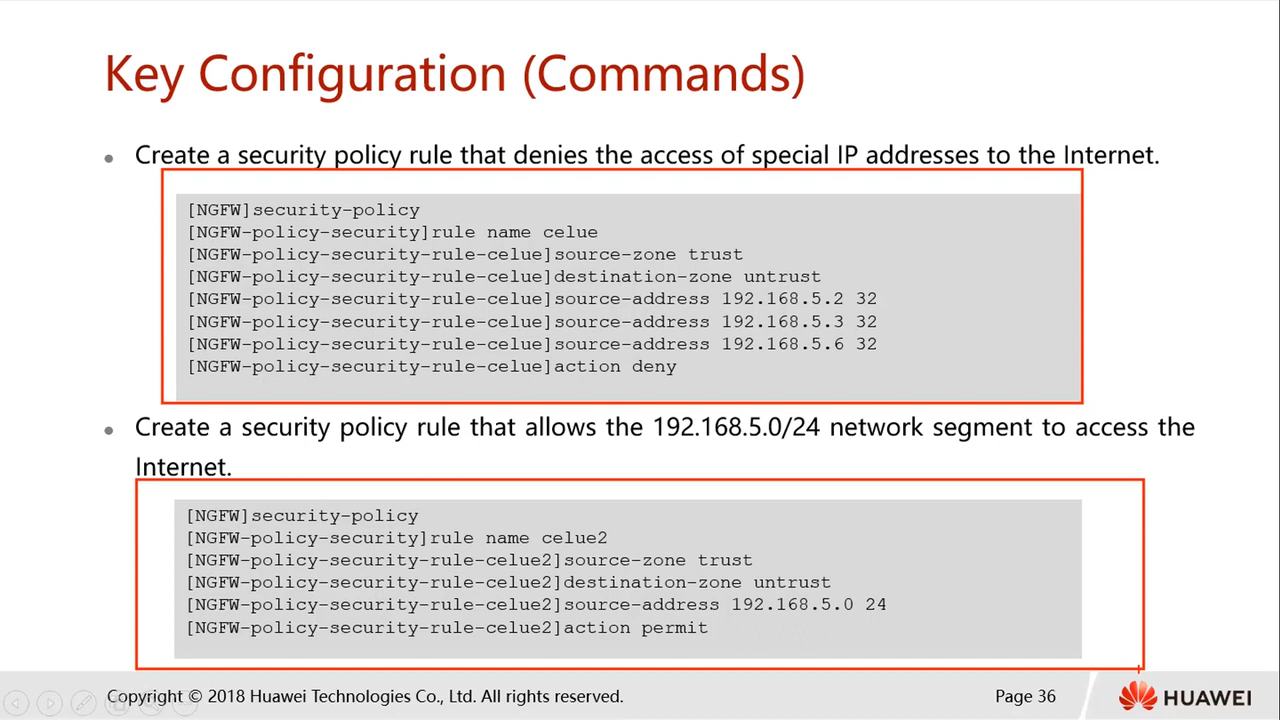 Key Configuration (Commands)
• Create a security policy rule that denies the access of special IP addresses to the Internet.
[NGFW]security-policy
[NGFW-policy-security]rule name celue
[NGFW-policy-security-rule-celue]source-zone trust
[NGFW-policy-security-rule-celue]destination-zone untrust
[NGFW-policy-security-rule-celue]source-address 192.168.5.2 32
[NGFW-policy-security-rule-celue]source-address 192.168.5.3 32
[NGFW-policy-security-rule-celue]source-address 192.168.5.6 32
[NGFW-policy-security-rule-celue]action deny
• Create a security policy rule that allows the 192.168.5.0/24 network segment to access the
Internet.
[NGFW]security-policy
[NGFW-policy-security]rule name celue2
[NGFW-policy-security-rule-celue2]source-zone trust
[NGFW-policy-security-rule-celue2]destination-zone untrust
[NGFW-policy-security-rule-celue2]source-address 192.168.5.0 24
[NGFW-policy-security-rule-celue2]action permit
Copyright © 2018 Huawei Technologies Co., Ltd. All rights reserved.
Page 36
HUAWEI